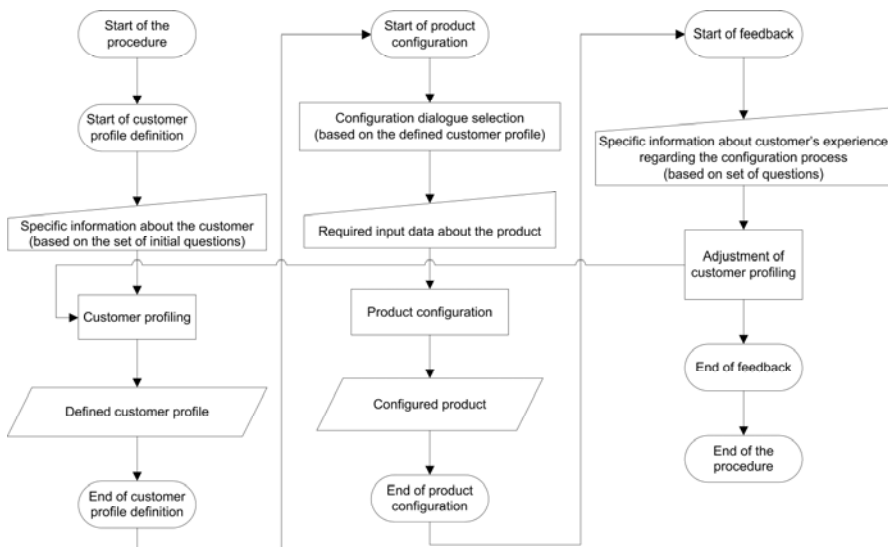 Start of the
procedure
Start of customer
profile definition
Specific information about the customer
(based on the set of initial questions)
Customer profiling
Defined customer profile
End of customer
profile definition
Start of product
configuration
Configuration dialogue selection
(based on the defined customer profile)
Required input data about the product
Product configuration
Configured product
End of product
configuration
Start of feedback
Specific information about customer's experience
regarding the configuration process
(based on set of questions)
Adjustment of
customer profiling
End of feedback
End of the
procedure